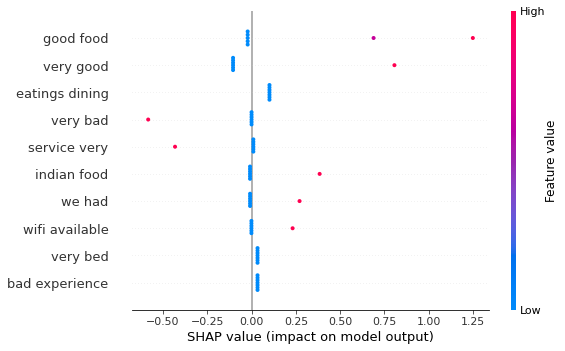 High
good food
very good
eatings dining
very bad
service very
indian food
we had
wifi available
very bed
bad experience
Feature value
Low
−0.50 −0.25 0.00 0.25 0.50 0.75 1.00 1.25
SHAP value (impact on model output)